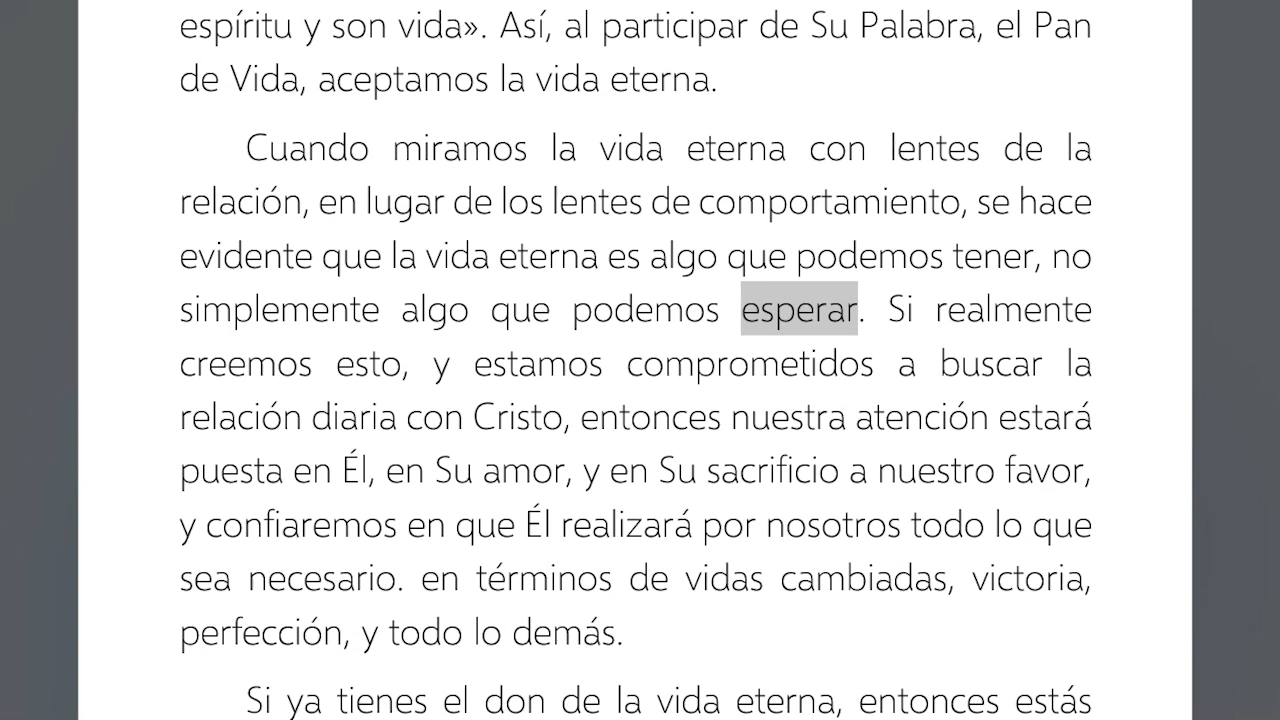 espíritu y son vida». Así, al participar de Su Palabra, el Pan
de Vida, aceptamos la vida eterna.
Cuando miramos la vida eterna con lentes de la
relación, en lugar de los lentes de comportamiento, se hace
evidente que la vida eterna es algo que podemos tener, no
simplemente algo que podemos esperar. Si realmente
creemos esto, y estamos comprometidos a buscar la
relación diaria con Cristo, entonces nuestra atención estará
puesta en Él, en Su amor, y en Su sacrificio a nuestro favor,
y confiaremos en que Él realizará por nosotros todo lo que
sea necesario. en términos de vidas cambiadas, victoria,
perfección, y todo lo demás.
Si ya tienes el don de la vida eterna, entonces estás